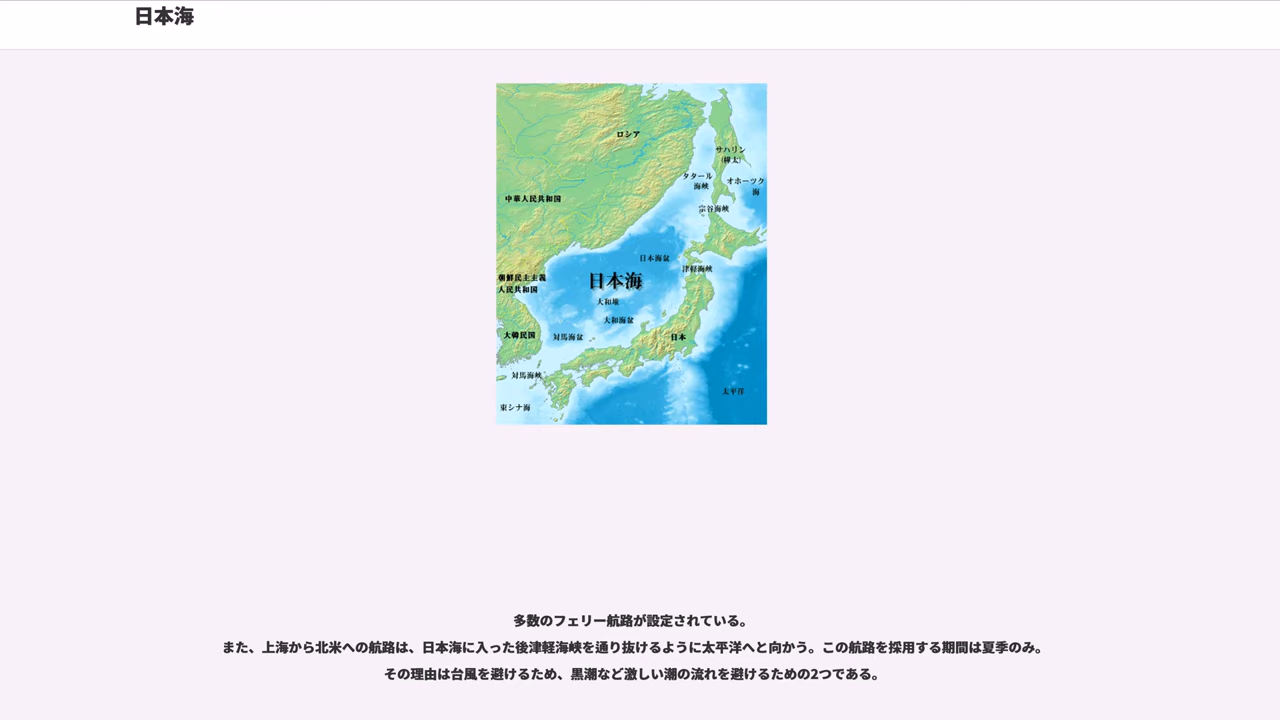 日本海
ロシア
サハリン
(樺太)
タタール
海峡
オホーツク
海
中華人民共和国
宗谷海峡
日本海盆
津軽海峡
朝鮮民主主義
人民共和国
日本海
大和堆
大和海盆
大韓民国
対馬海盆
日本
対馬海峡
太平洋
東シナ海
多数のフェリー航路が設定されている。
また、上海から北米への航路は、日本海に入った後津軽海峡を通り抜けるように太平洋へと向かう。この航路を採用する期間は夏季のみ。
その理由は台風を避けるため、黒潮など激しい潮の流れを避けるための2つである。